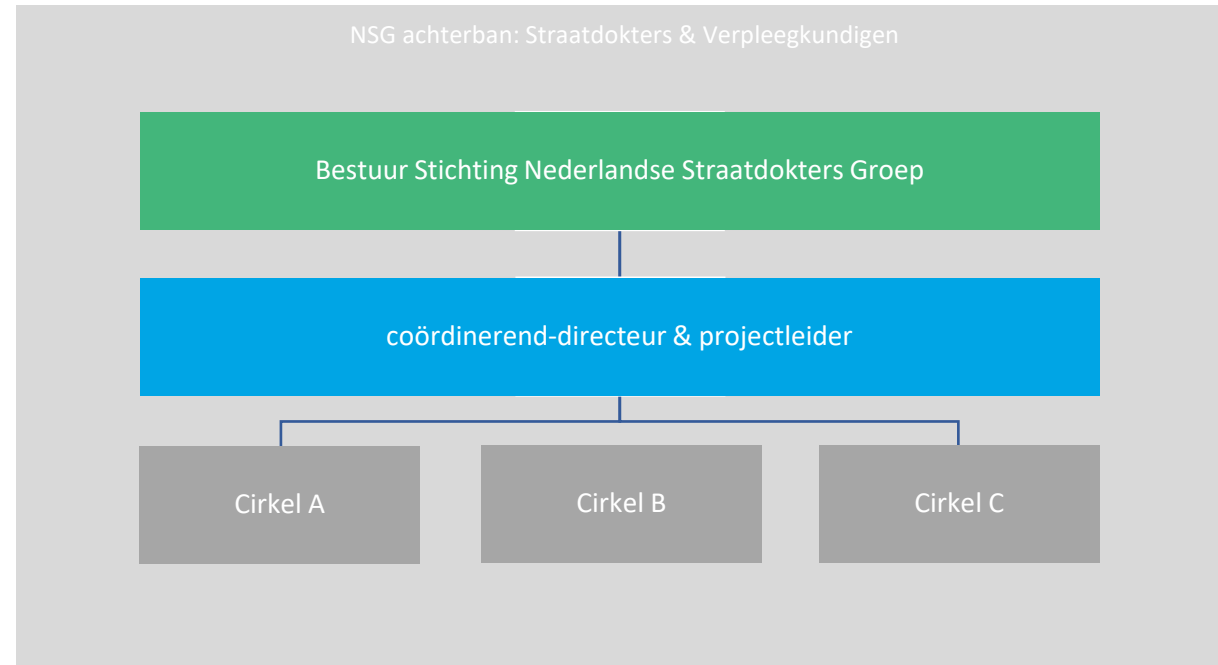 NSG achterban: Straatdokters & Verpleegkundigen
Bestuur Stichting Nederlandse Straatdokters Groep
coördinerend-directeur & projectleider
Cirkel A
Cirkel B
Cirkel C